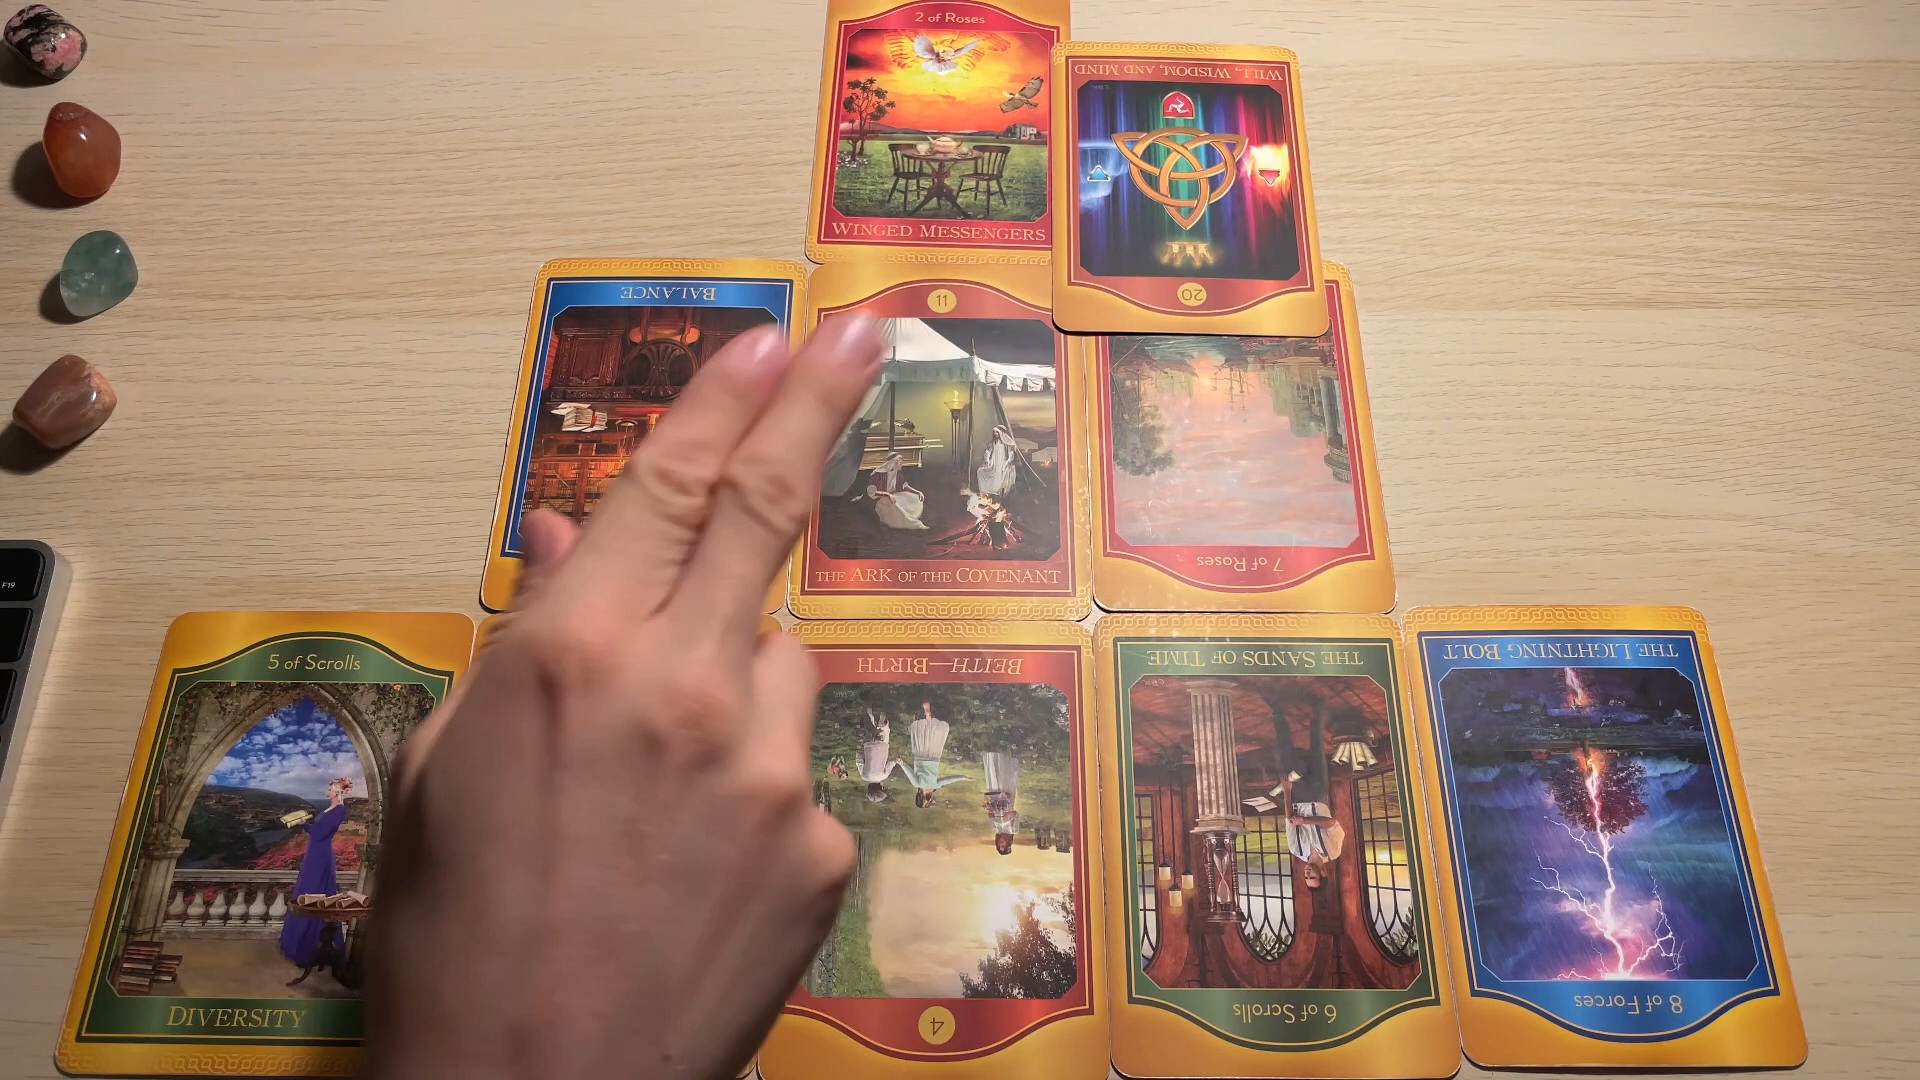 2 of Roses
WINGED MESSENGERS
WILL, WISDOM, AND MIND
20
BALANCE
11
THE ARK OF THE COVENANT
7 of Roses
F19
5 of Scrolls
DIVERSITY
BEITH—BIRTH
4
THE SANDS OF TIME
6 of Scrolls
THE LIGHTNING BOLT
8 of Forces